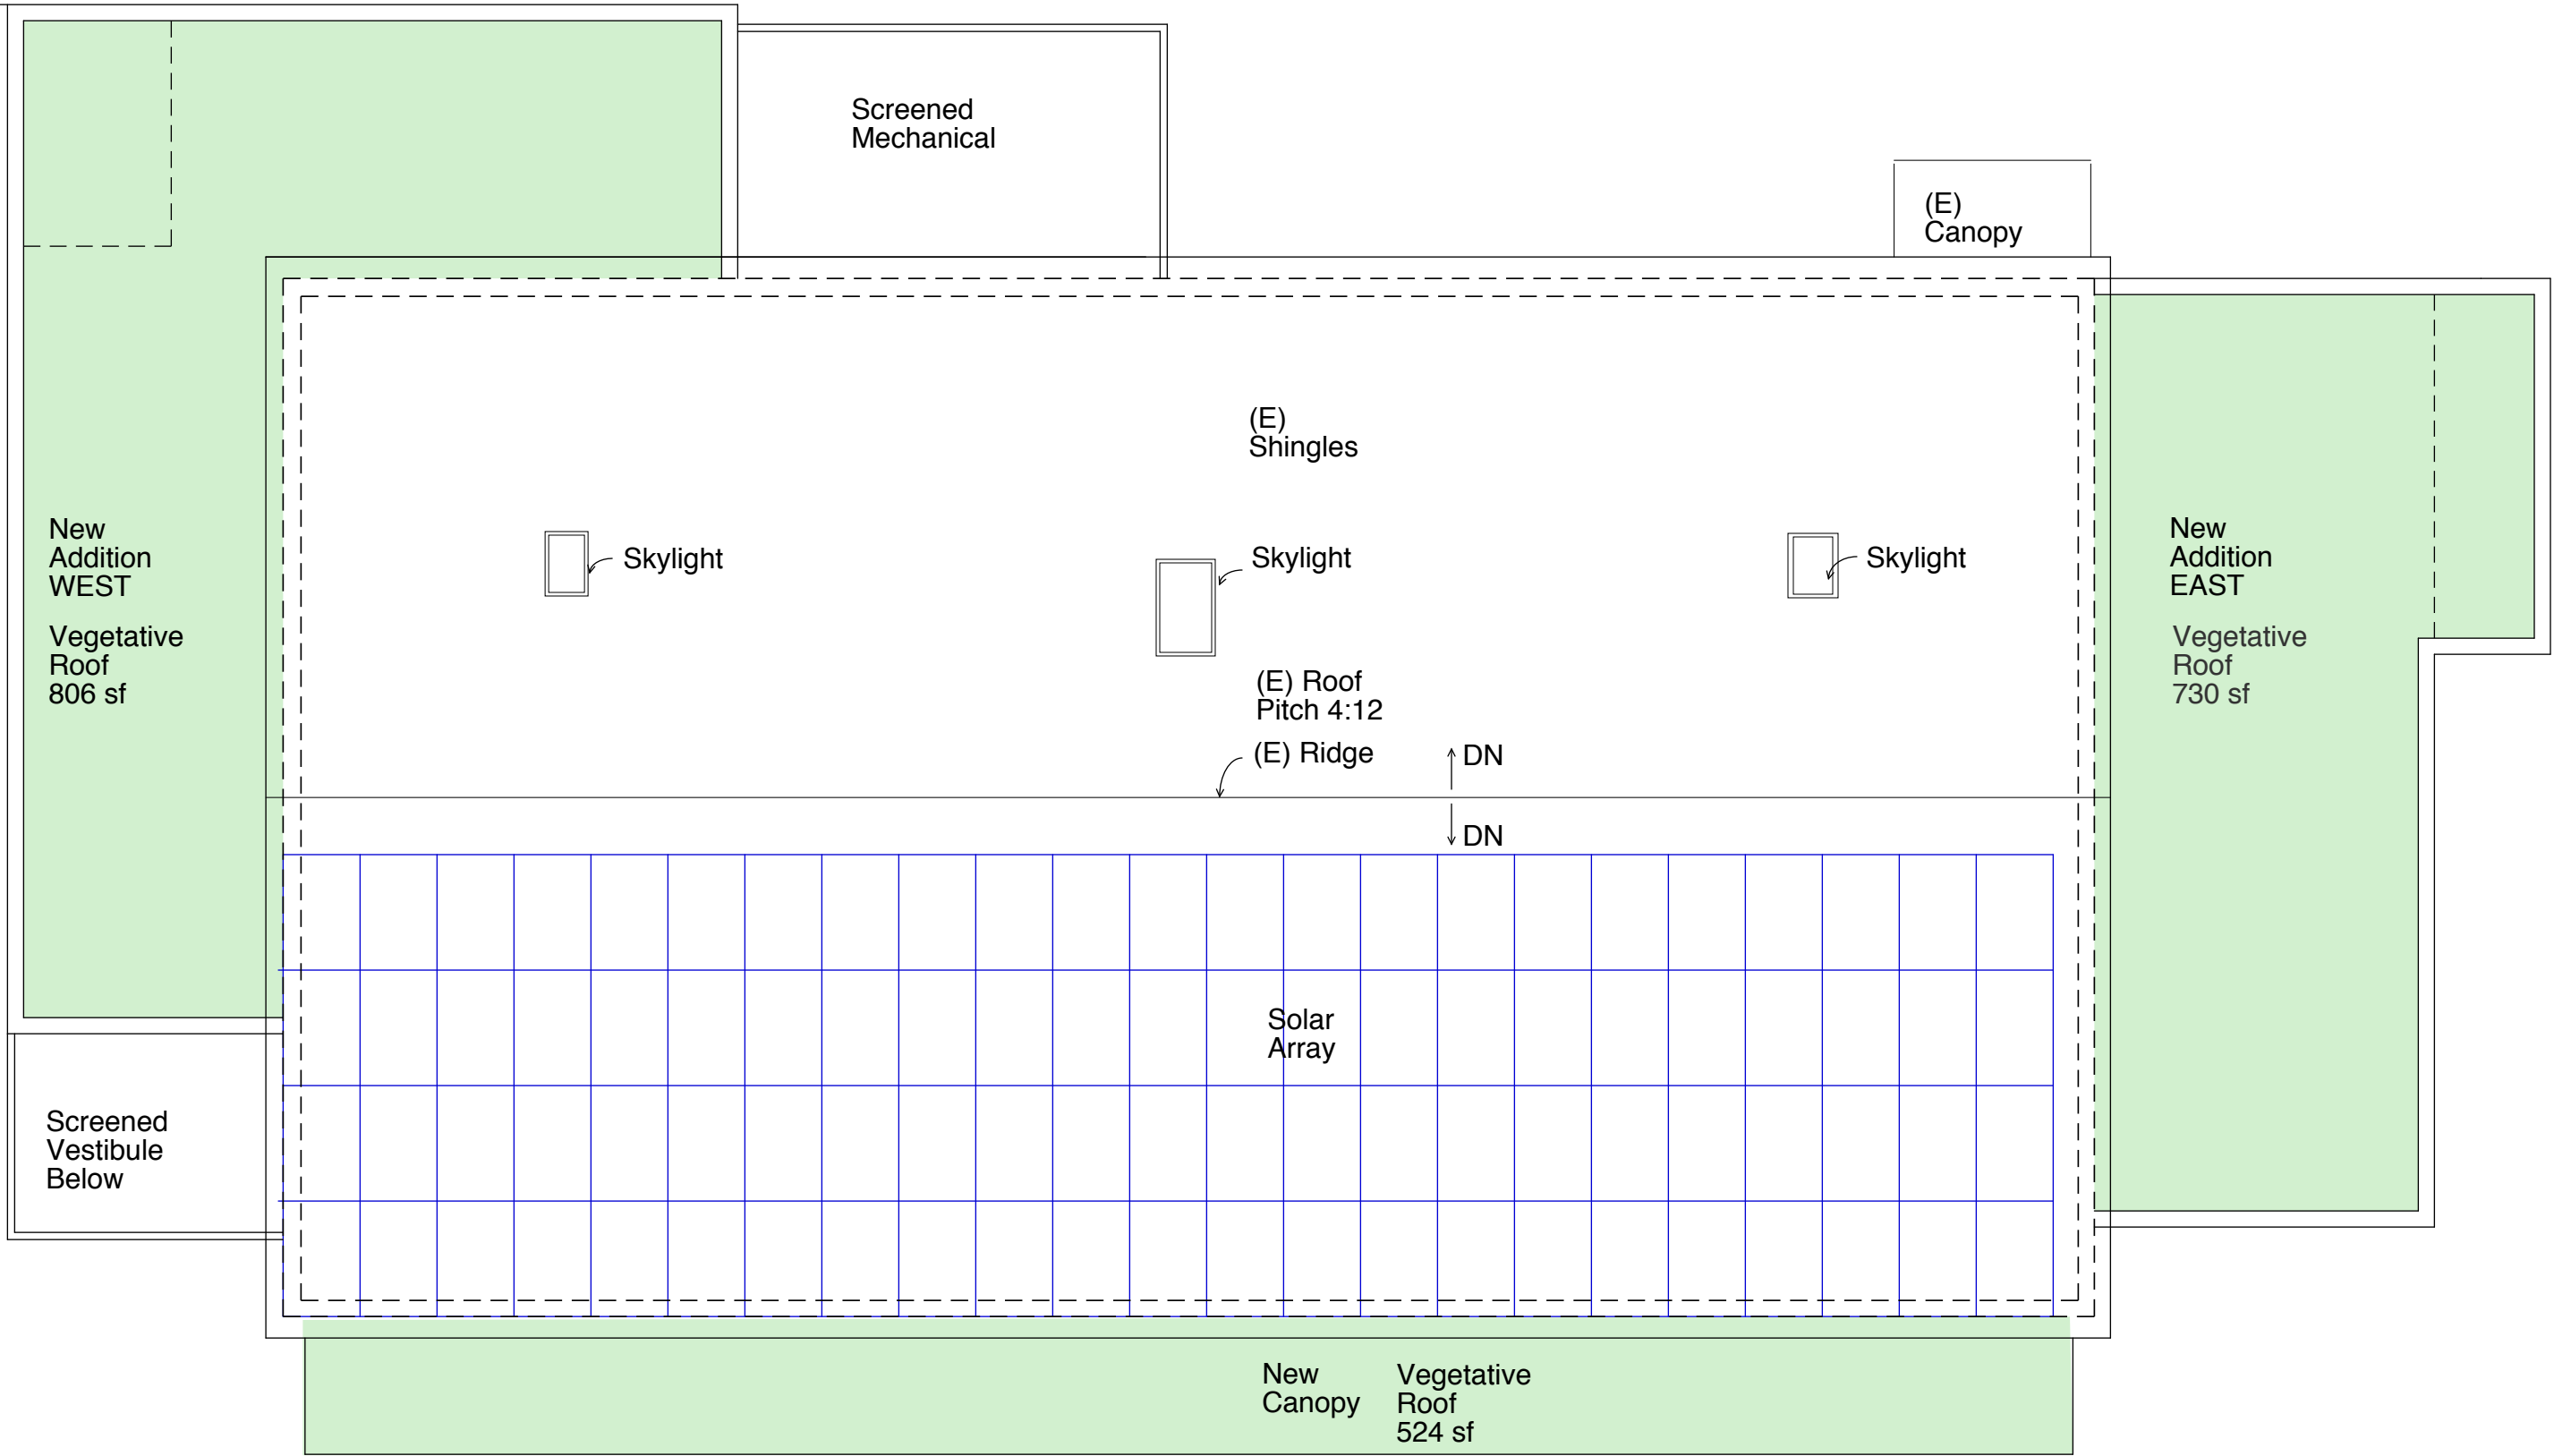 Screened
Mechanical
(E)
Canopy
(E)
Shingles
New
Addition
WEST
Vegetative
Roof
806 sf
Skylight
Skylight
Skylight
New
Addition
EAST
Vegetative
Roof
730 sf
(E) Roof
Pitch 4:12
(E) Ridge
DN
DN
Solar
Array
Screened
Vestibule
Below
New
Canopy
Vegetative
Roof
524 sf